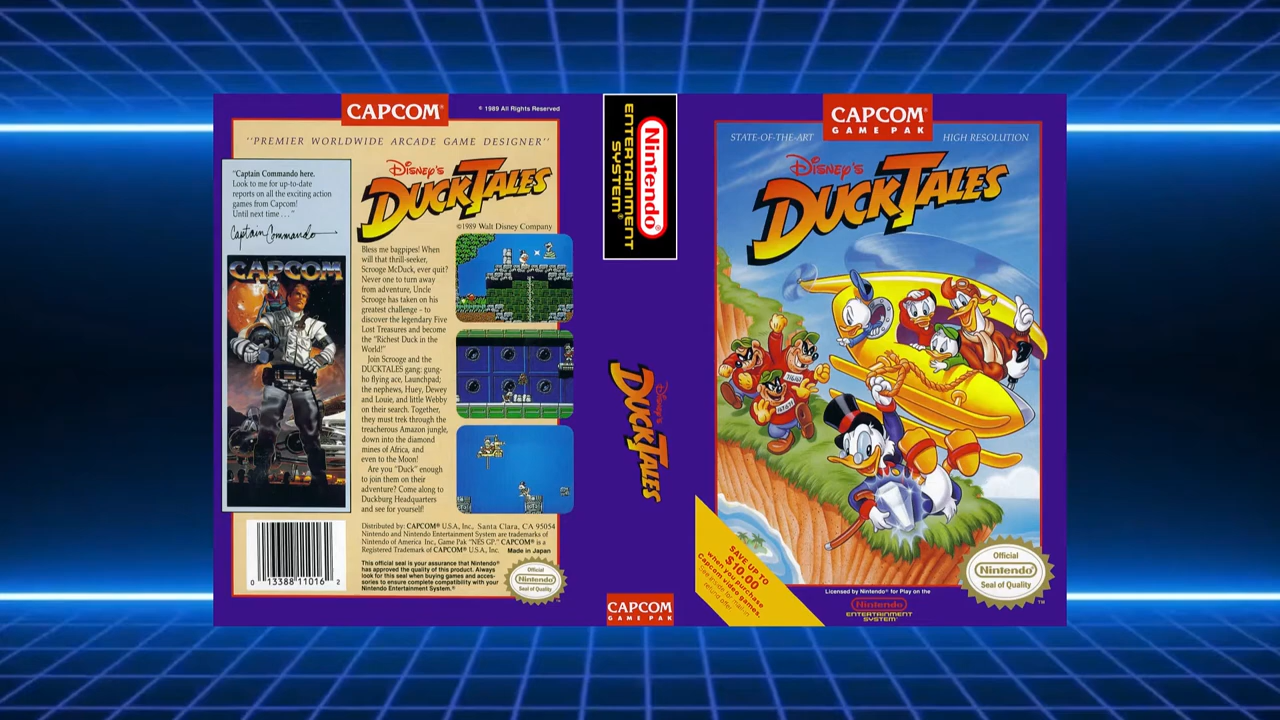 CAPCOM®
© 1989 All Rights Reserved
"PREMIER WORLDWIDE ARCADE GAME DESIGNER"
"Captain Commando here.
Look to me for up-to-date
reports on all the exciting action
games from Capcom!
Until next time . . ."
Captain Commando
CAPCOM
DISNEY'S
DUCKTALES
©1989 Walt Disney Company
Bless me bagpipes! When
will that thrill-seeker,
Scrooge McDuck, ever quit?
Never one to turn away
from adventure, Uncle
Scrooge has taken on his
greatest challenge – to
discover the legendary Five
Lost Treasures and become
the "Richest Duck in the
World!"
Join Scrooge and the
DUCKTALES gang: gung-
ho flying ace, Launchpad;
the nephews, Huey, Dewey
and Louie, and little Webby
on their search. Together,
they must trek through the
treacherous Amazon jungle,
down into the diamond
mines of Africa, and
even to the Moon!
Are you "Duck" enough
to join them on their
adventure? Come along to
Duckburg Headquarters
and see for yourself!
Distributed by: CAPCOM® U.S.A., Inc., Santa Clara, CA 95054
Nintendo and Nintendo Entertainment System are trademarks of
Nintendo of America Inc. Game Pak "NES GP." CAPCOM® is a
Registered Trademark of CAPCOM® U.S.A., Inc. Made in Japan
This official seal is your assurance that Nintendo®
has approved the quality of this product. Always
look for this seal when buying games and acces-
sories to ensure complete compatibility with your
Nintendo Entertainment System.®
Official
Nintendo®
Seal of Quality
0 13388 11016 2
Nintendo®
ENTERTAINMENT
SYSTEM®
DISNEY'S
DUCKTALES
CAPCOM
GAME PAK
CAPCOM®
GAME PAK
STATE-OF-THE-ART
HIGH RESOLUTION
DISNEY'S
DUCKTALES
SAVE UP TO
$10.00
when you purchase
Capcom video games.
Official
Nintendo®
Seal of Quality
TM
Licensed by Nintendo® for Play on the
Nintendo
ENTERTAINMENT
SYSTEM®